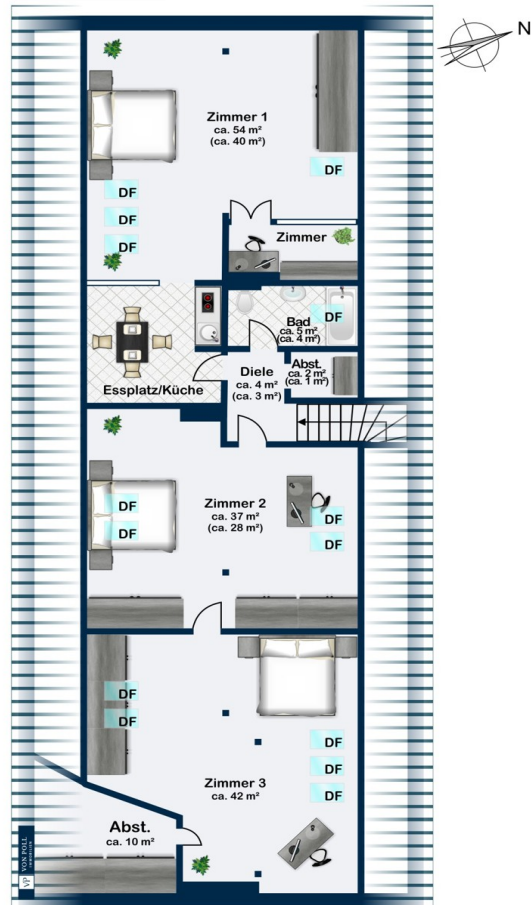 N
Zimmer 1
ca. 54 m²
(ca. 40 m²)
DF
DF
DF
DF
Zimmer
DF
Bad
ca. 5 m²
(ca. 4 m²)
Abst.
ca. 2 m²
(ca. 1 m²)
Diele
ca. 4 m²
(ca. 3 m²)
Essplatz/Küche
Zimmer 2
ca. 37 m²
(ca. 28 m²)
DF
DF
DF
DF
DF
DF
DF
DF
DF
Zimmer 3
ca. 42 m²
Abst.
ca. 10 m²
VP VON POLL
IMMOBILIEN